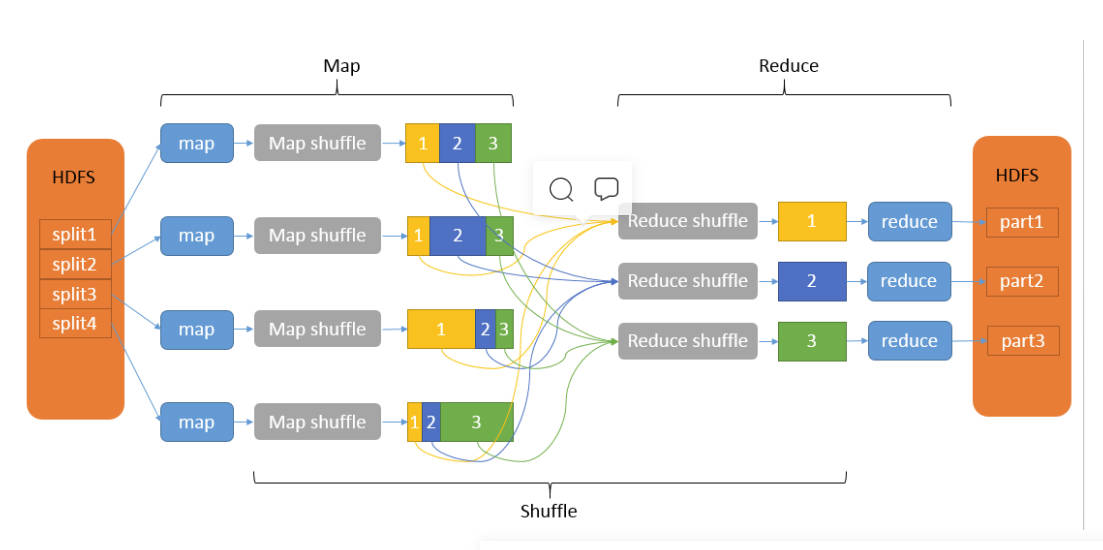 Map
Reduce
HDFS
split1
split2
split3
split4
map
Map shuffle
1 2 3
map
Map shuffle
1 2 3
map
Map shuffle
1 2 3
map
Map shuffle
1 2 3
Reduce shuffle
1
reduce
Reduce shuffle
2
reduce
Reduce shuffle
3
reduce
HDFS
part1
part2
part3
Shuffle